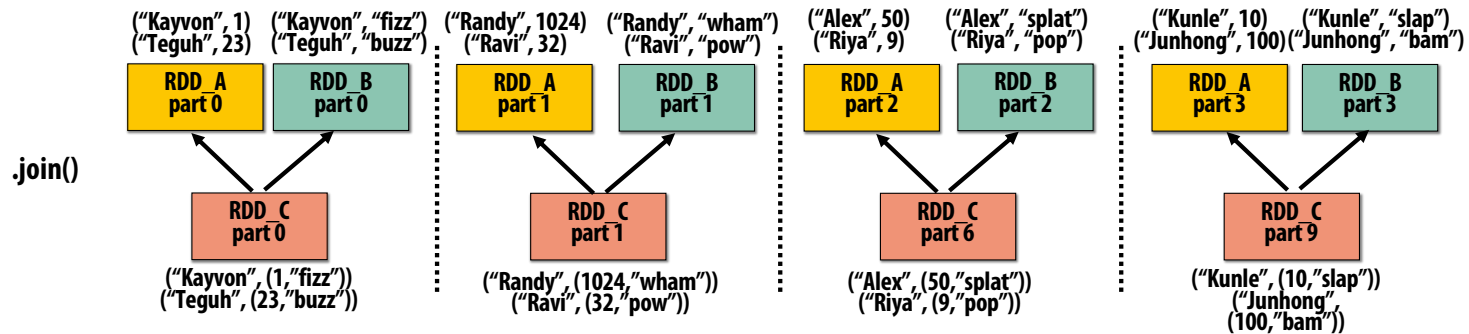 (“Kayvon”, 1)
(“Teguh”, 23)
(“Kayvon”, “fizz”)
(“Teguh”, “buzz”)
(“Randy”, 1024)
(“Ravi”, 32)
(“Randy”, “wham”)
(“Ravi”, “pow”)
(“Alex”, 50)
(“Riya”, 9)
(“Alex”, “splat”)
(“Riya”, “pop”)
(“Kunle”, 10)
(“Junhong”, 100)
(“Kunle”, “slap”)
(“Junhong”, “bam”)
RDD_A
part 0
RDD_B
part 0
RDD_A
part 1
RDD_B
part 1
RDD_A
part 2
RDD_B
part 2
RDD_A
part 3
RDD_B
part 3
.join()
RDD_C
part 0
RDD_C
part 1
RDD_C
part 6
RDD_C
part 9
(“Kayvon”, (1,”fizz”))
(“Teguh”, (23,”buzz”))
(“Randy”, (1024,”wham”))
(“Ravi”, (32,”pow”))
(“Alex”, (50,”splat”))
(“Riya”, (9,”pop”))
(“Kunle”, (10,”slap”))
(“Junhong”,
(100,”bam”))